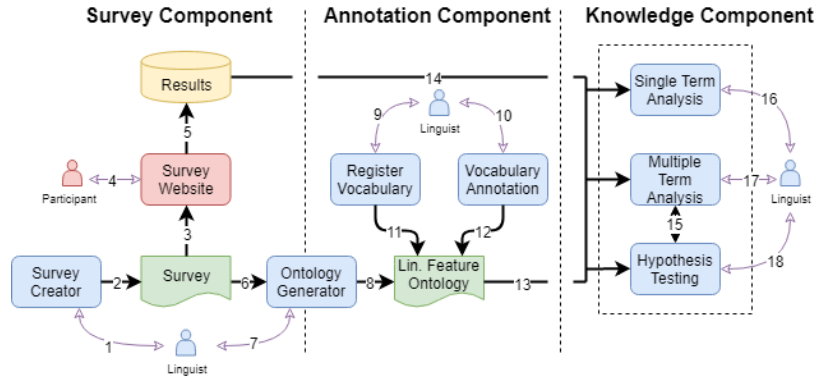 Survey Component
Annotation Component
Knowledge Component
Results
14
9
10
Linguist
Single Term
Analysis
16
5
4
Participant
Survey
Website
Register
Vocabulary
Vocabulary
Annotation
Multiple
Term
Analysis
17
Linguist
3
11
12
15
Survey
Creator
2
Survey
6
Ontology
Generator
8
Lin. Feature
Ontology
13
Hypothesis
Testing
18
1
7
Linguist